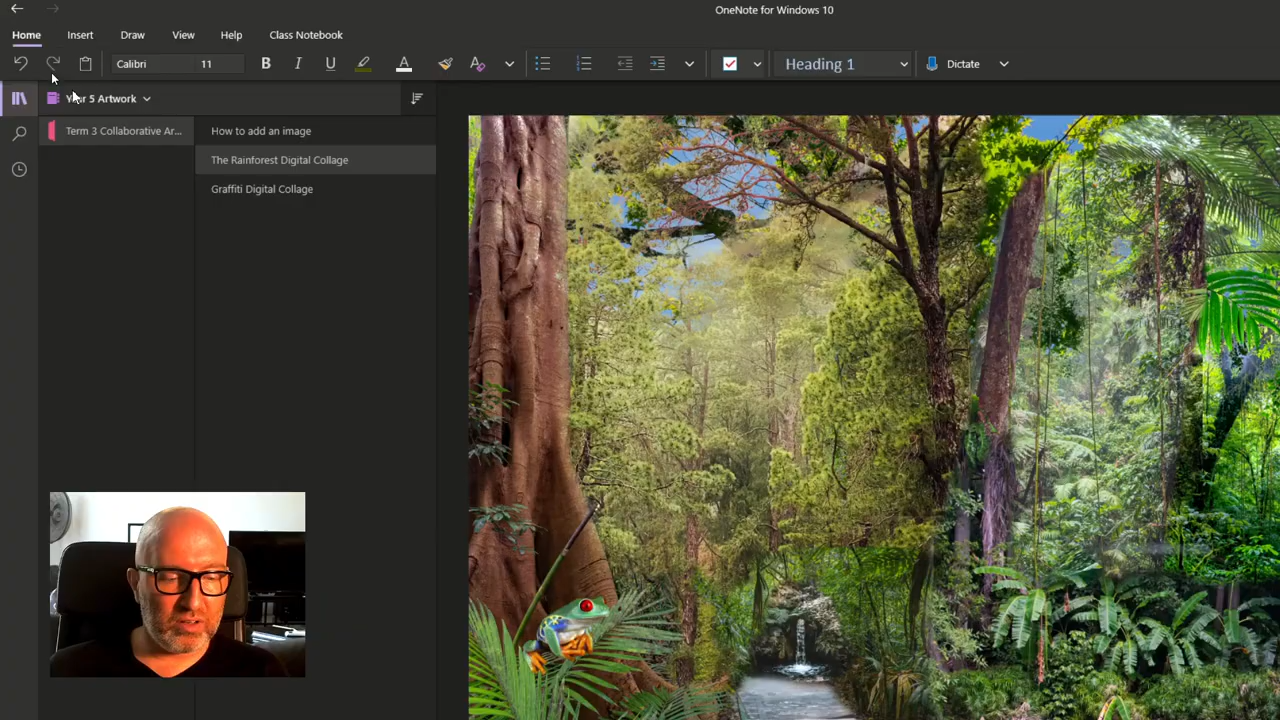 OneNote for Windows 10
Home Insert Draw View Help Class Notebook
Calibri 11 B I U A A Heading 1 Dictate
Year 5 Artwork
Term 3 Collaborative Ar...
How to add an image
The Rainforest Digital Collage
Graffiti Digital Collage